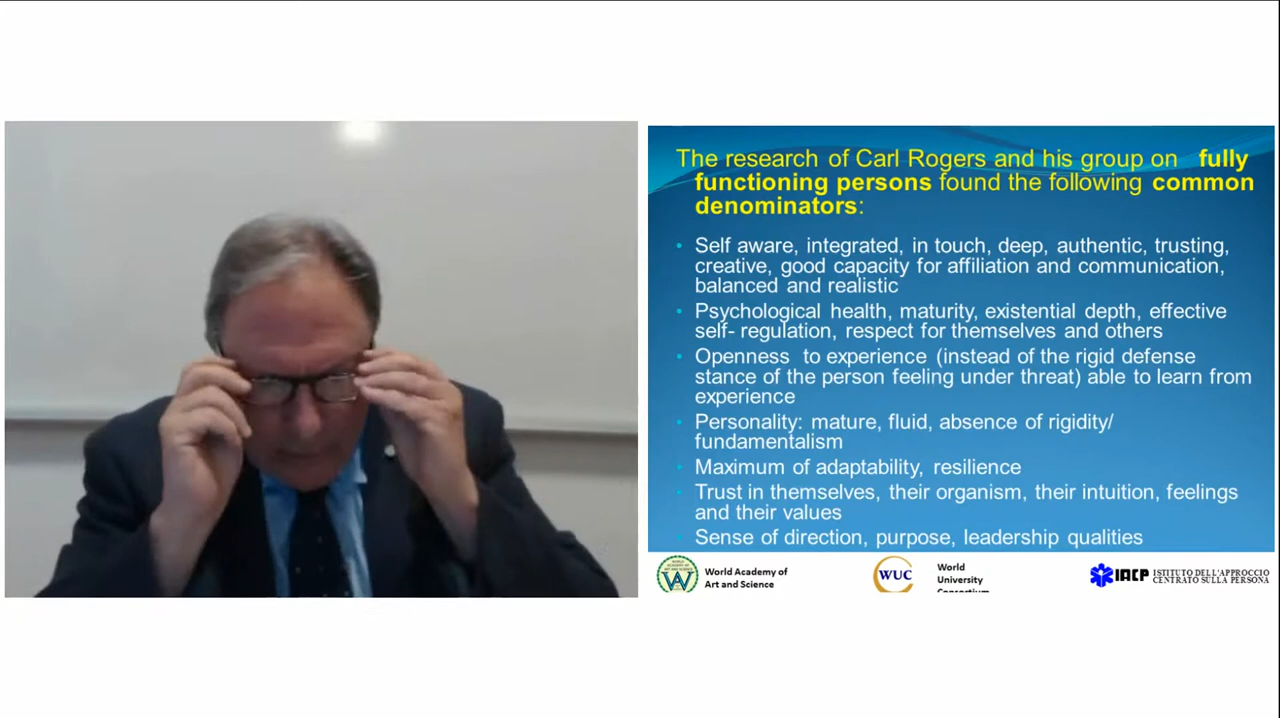 The research of Carl Rogers and his group on fully
functioning persons found the following common
denominators:
• Self aware, integrated, in touch, deep, authentic, trusting,
creative, good capacity for affiliation and communication,
balanced and realistic
• Psychological health, maturity, existential depth, effective
self- regulation, respect for themselves and others
• Openness to experience (instead of the rigid defense
stance of the person feeling under threat) able to learn from
experience
• Personality: mature, fluid, absence of rigidity/
fundamentalism
• Maximum of adaptability, resilience
• Trust in themselves, their organism, their intuition, feelings
and their values
• Sense of direction, purpose, leadership qualities
World Academy of
Art and Science
WUC
World
University
Consortium
IACP
ISTITUTO DELL'APPROCCIO
CENTRATO SULLA PERSONA